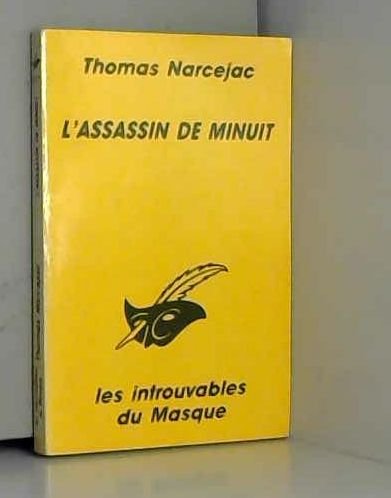 Thomas Narcejac
L'ASSASSIN DE MINUIT
les introuvables
du Masque